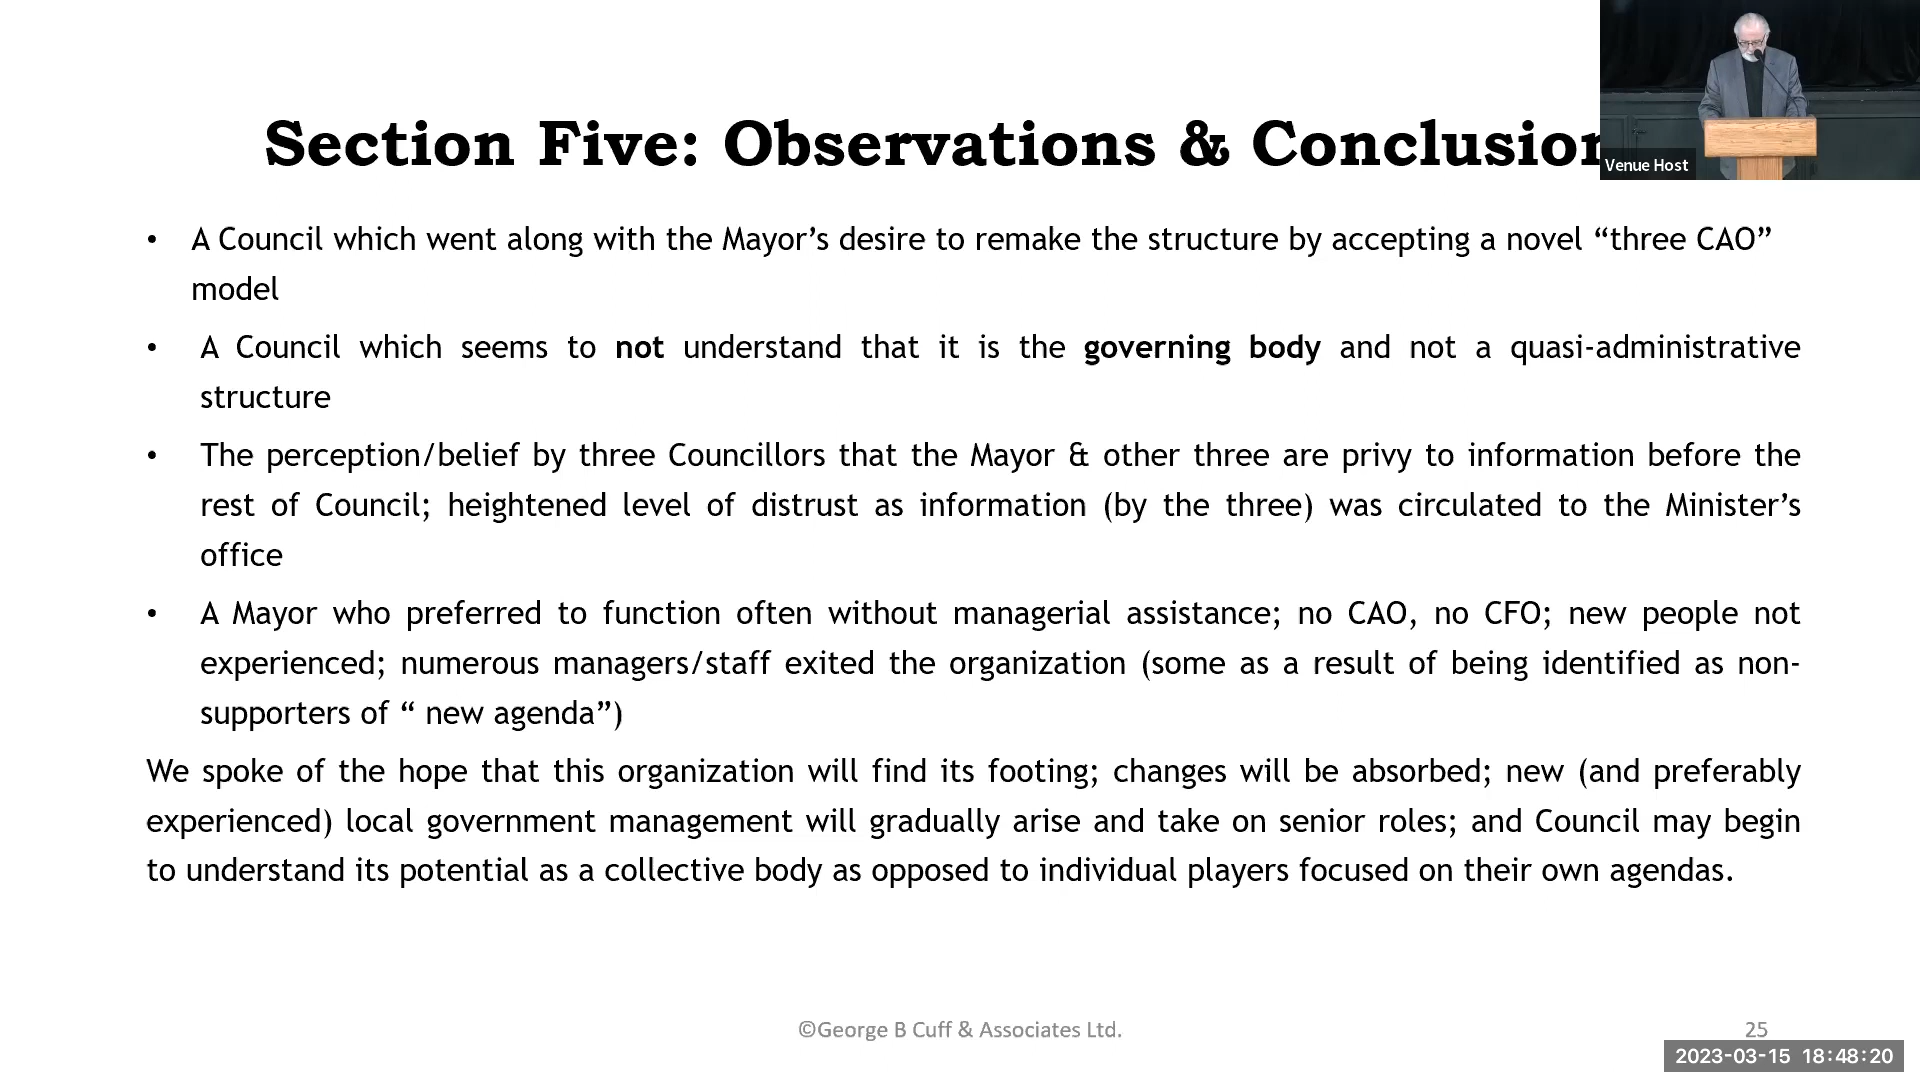 Section Five: Observations & Conclusion
Venue Host
• A Council which went along with the Mayor’s desire to remake the structure by accepting a novel “three CAO”
model
• A Council which seems to not understand that it is the governing body and not a quasi-administrative
structure
• The perception/belief by three Councillors that the Mayor & other three are privy to information before the
rest of Council; heightened level of distrust as information (by the three) was circulated to the Minister’s
office
• A Mayor who preferred to function often without managerial assistance; no CAO, no CFO; new people not
experienced; numerous managers/staff exited the organization (some as a result of being identified as non-
supporters of “ new agenda”)
We spoke of the hope that this organization will find its footing; changes will be absorbed; new (and preferably
experienced) local government management will gradually arise and take on senior roles; and Council may begin
to understand its potential as a collective body as opposed to individual players focused on their own agendas.
©George B Cuff & Associates Ltd.
25
2023-03-15 18:48:20